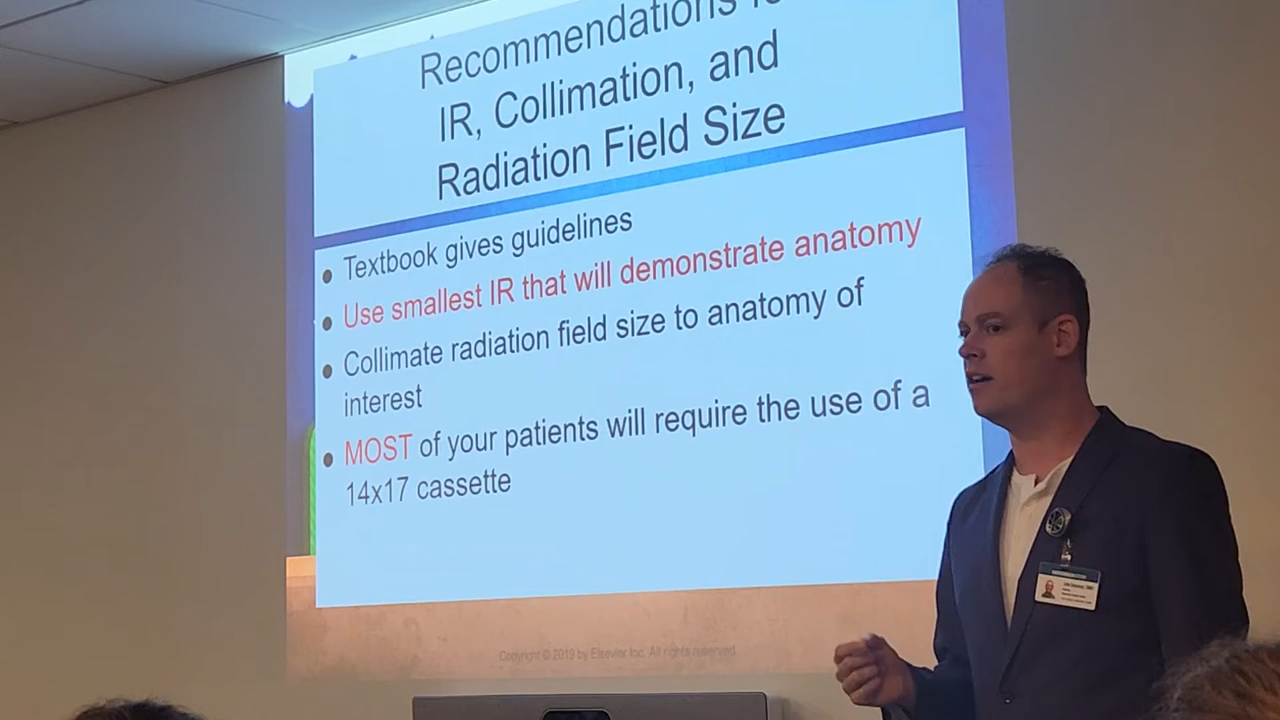 Recommendations
IR, Collimation, and
Radiation Field Size
Textbook gives guidelines
Use smallest IR that will demonstrate anatomy
Collimate radiation field size to anatomy of
interest
MOST of your patients will require the use of a
14x17 cassette
Copyright © 2019 by Elsevier Inc. All rights reserved